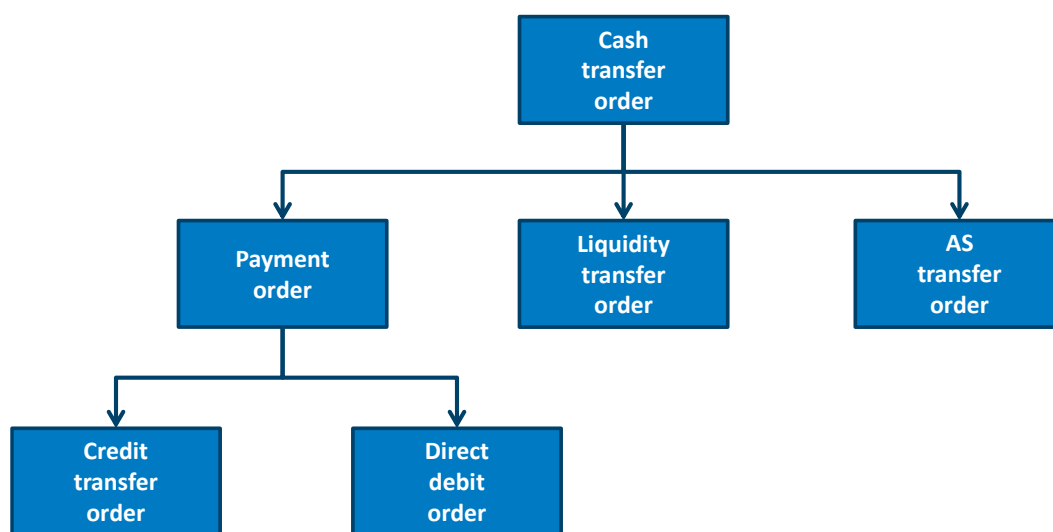 Cash
transfer
order
Payment
order
Liquidity
transfer
order
AS
transfer
order
Credit
transfer
order
Direct
debit
order